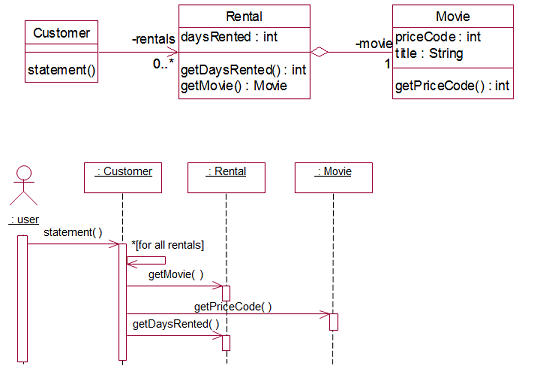 Customer
statement()
-rentals
0..*
Rental
daysRented : int
getDaysRented() : int
getMovie() : Movie
-movie
1
Movie
priceCode : int
title : String
getPriceCode() : int
: user
: Customer
: Rental
: Movie
statement( )
*[for all rentals]
getMovie( )
getPriceCode( )
getDaysRented( )